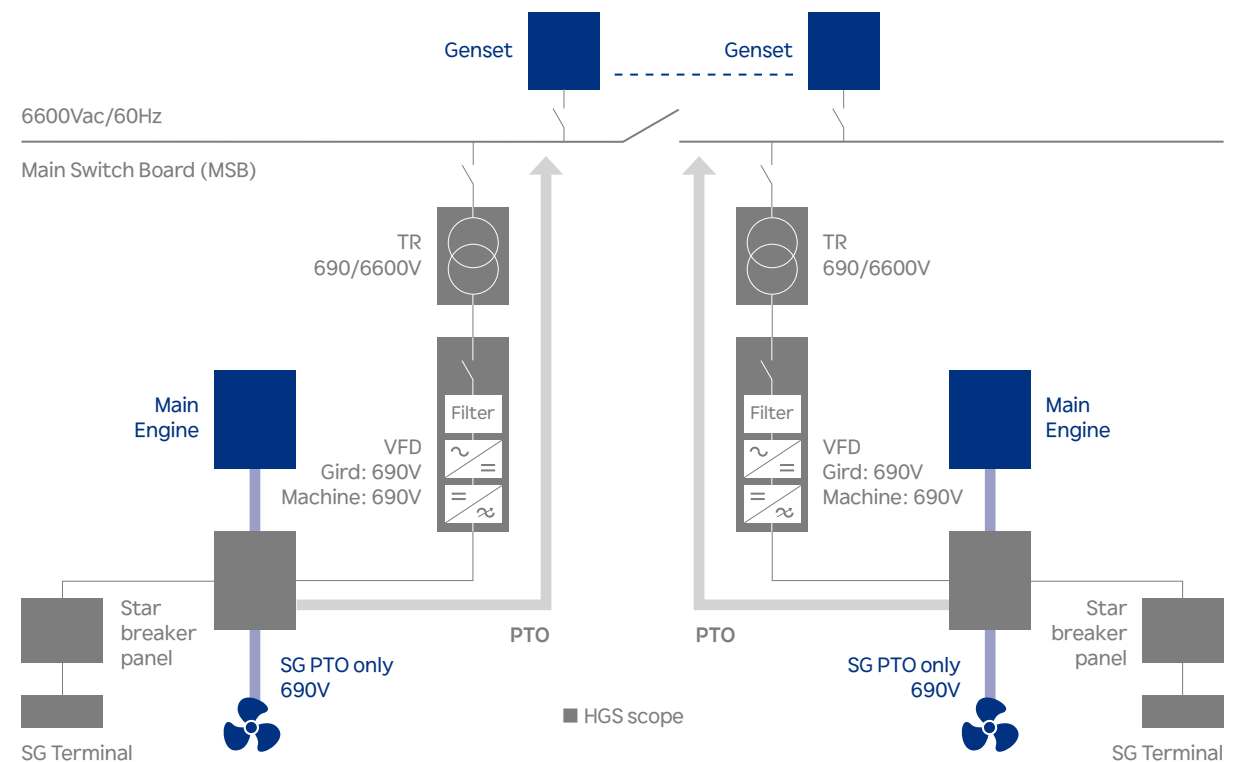 Genset
Genset
6600Vac/60Hz
Main Switch Board (MSB)
TR
690/6600V
TR
690/6600V
Main
Engine
Filter
VFD
Gird: 690V
Machine: 690V
Filter
VFD
Gird: 690V
Machine: 690V
Main
Engine
Star
breaker
panel
PTO
PTO
Star
breaker
panel
SG PTO only
690V
SG PTO only
690V
HGS scope
SG Terminal
SG Terminal